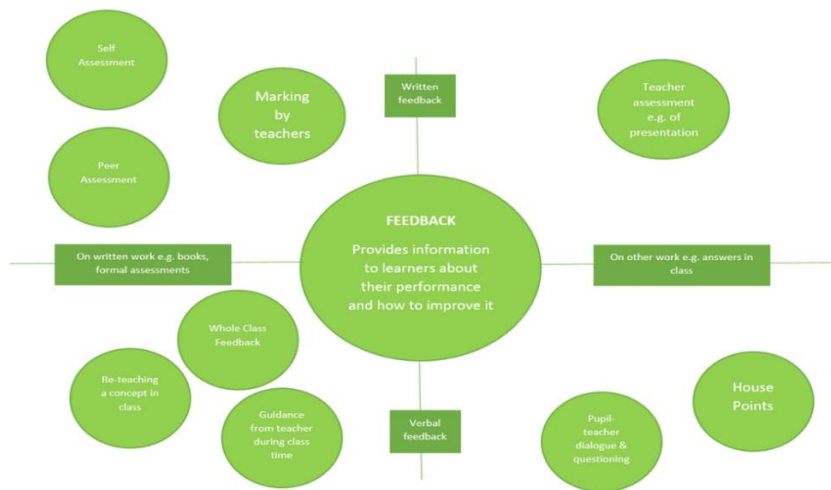 Self
Assessment
Marking
by
teachers
Written
feedback
Teacher
assessment
e.g. of
presentation
Peer
Assessment
FEEDBACK
Provides information
to learners about
their performance
and how to improve it
On written work e.g. books,
formal assessments
On other work e.g. answers in
class
Whole Class
Feedback
Re-teaching
a concept in
class
Guidance
from teacher
during class
time
Verbal
feedback
Pupil-
teacher
dialogue &
questioning
House
Points